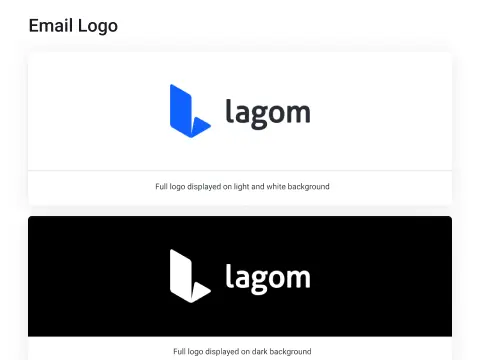 Email Logo
lagom
Full logo displayed on light and white background
lagom
Full logo displayed on dark background